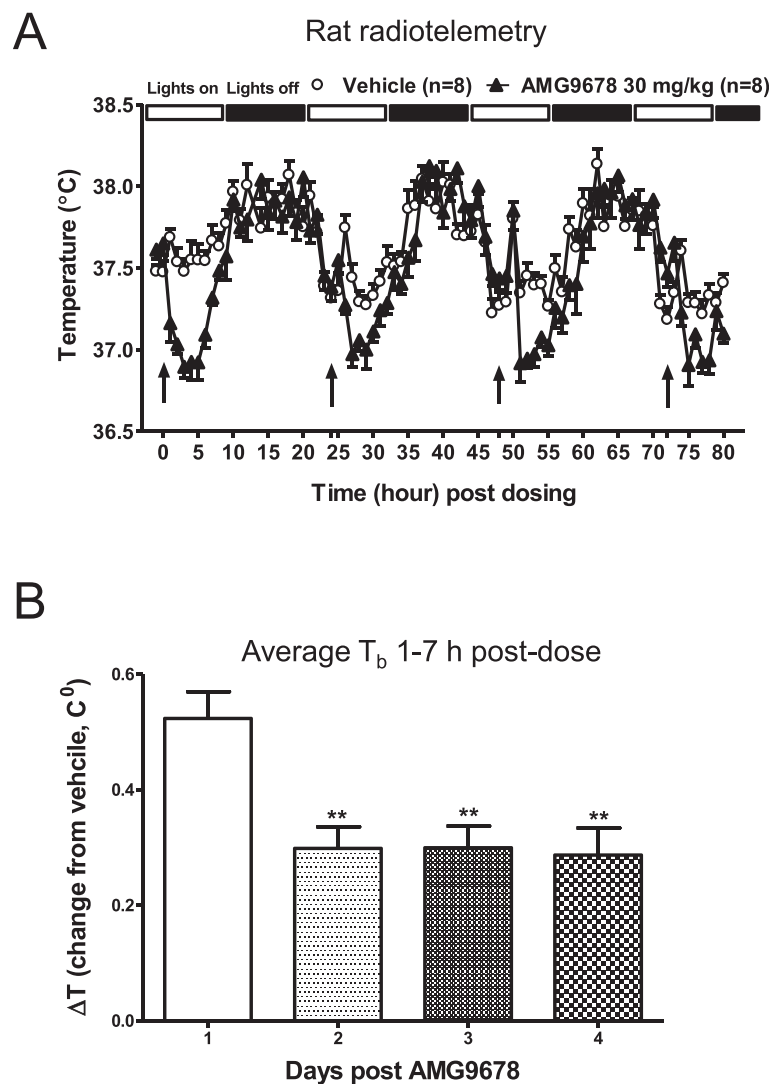 A
Rat radiotelemetry
Lights on Lights off Vehicle (n=8) AMG9678 30 mg/kg (n=8)
38.5
38.0
37.5
37.0
36.5
Temperature (°C)
0 5 10 15 20 25 30 35 40 45 50 55 60 65 70 75 80
Time (hour) post dosing
B
Average Tb 1-7 h post-dose
0.6
0.4
0.2
0.0
ΔT (change from vehcile, C⁰)
** ** **
1 2 3 4
Days post AMG9678